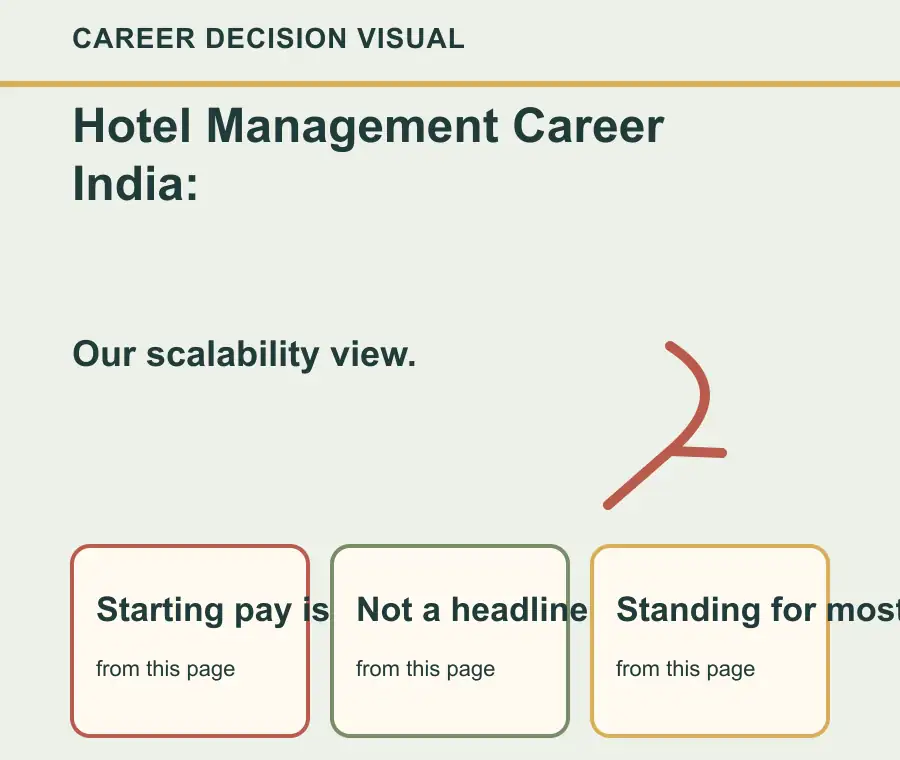 CAREER DECISION VISUAL
Hotel Management Career
India:
Our scalability view.
Starting pay is
from this page
Not a headline
from this page
Standing for most
from this page